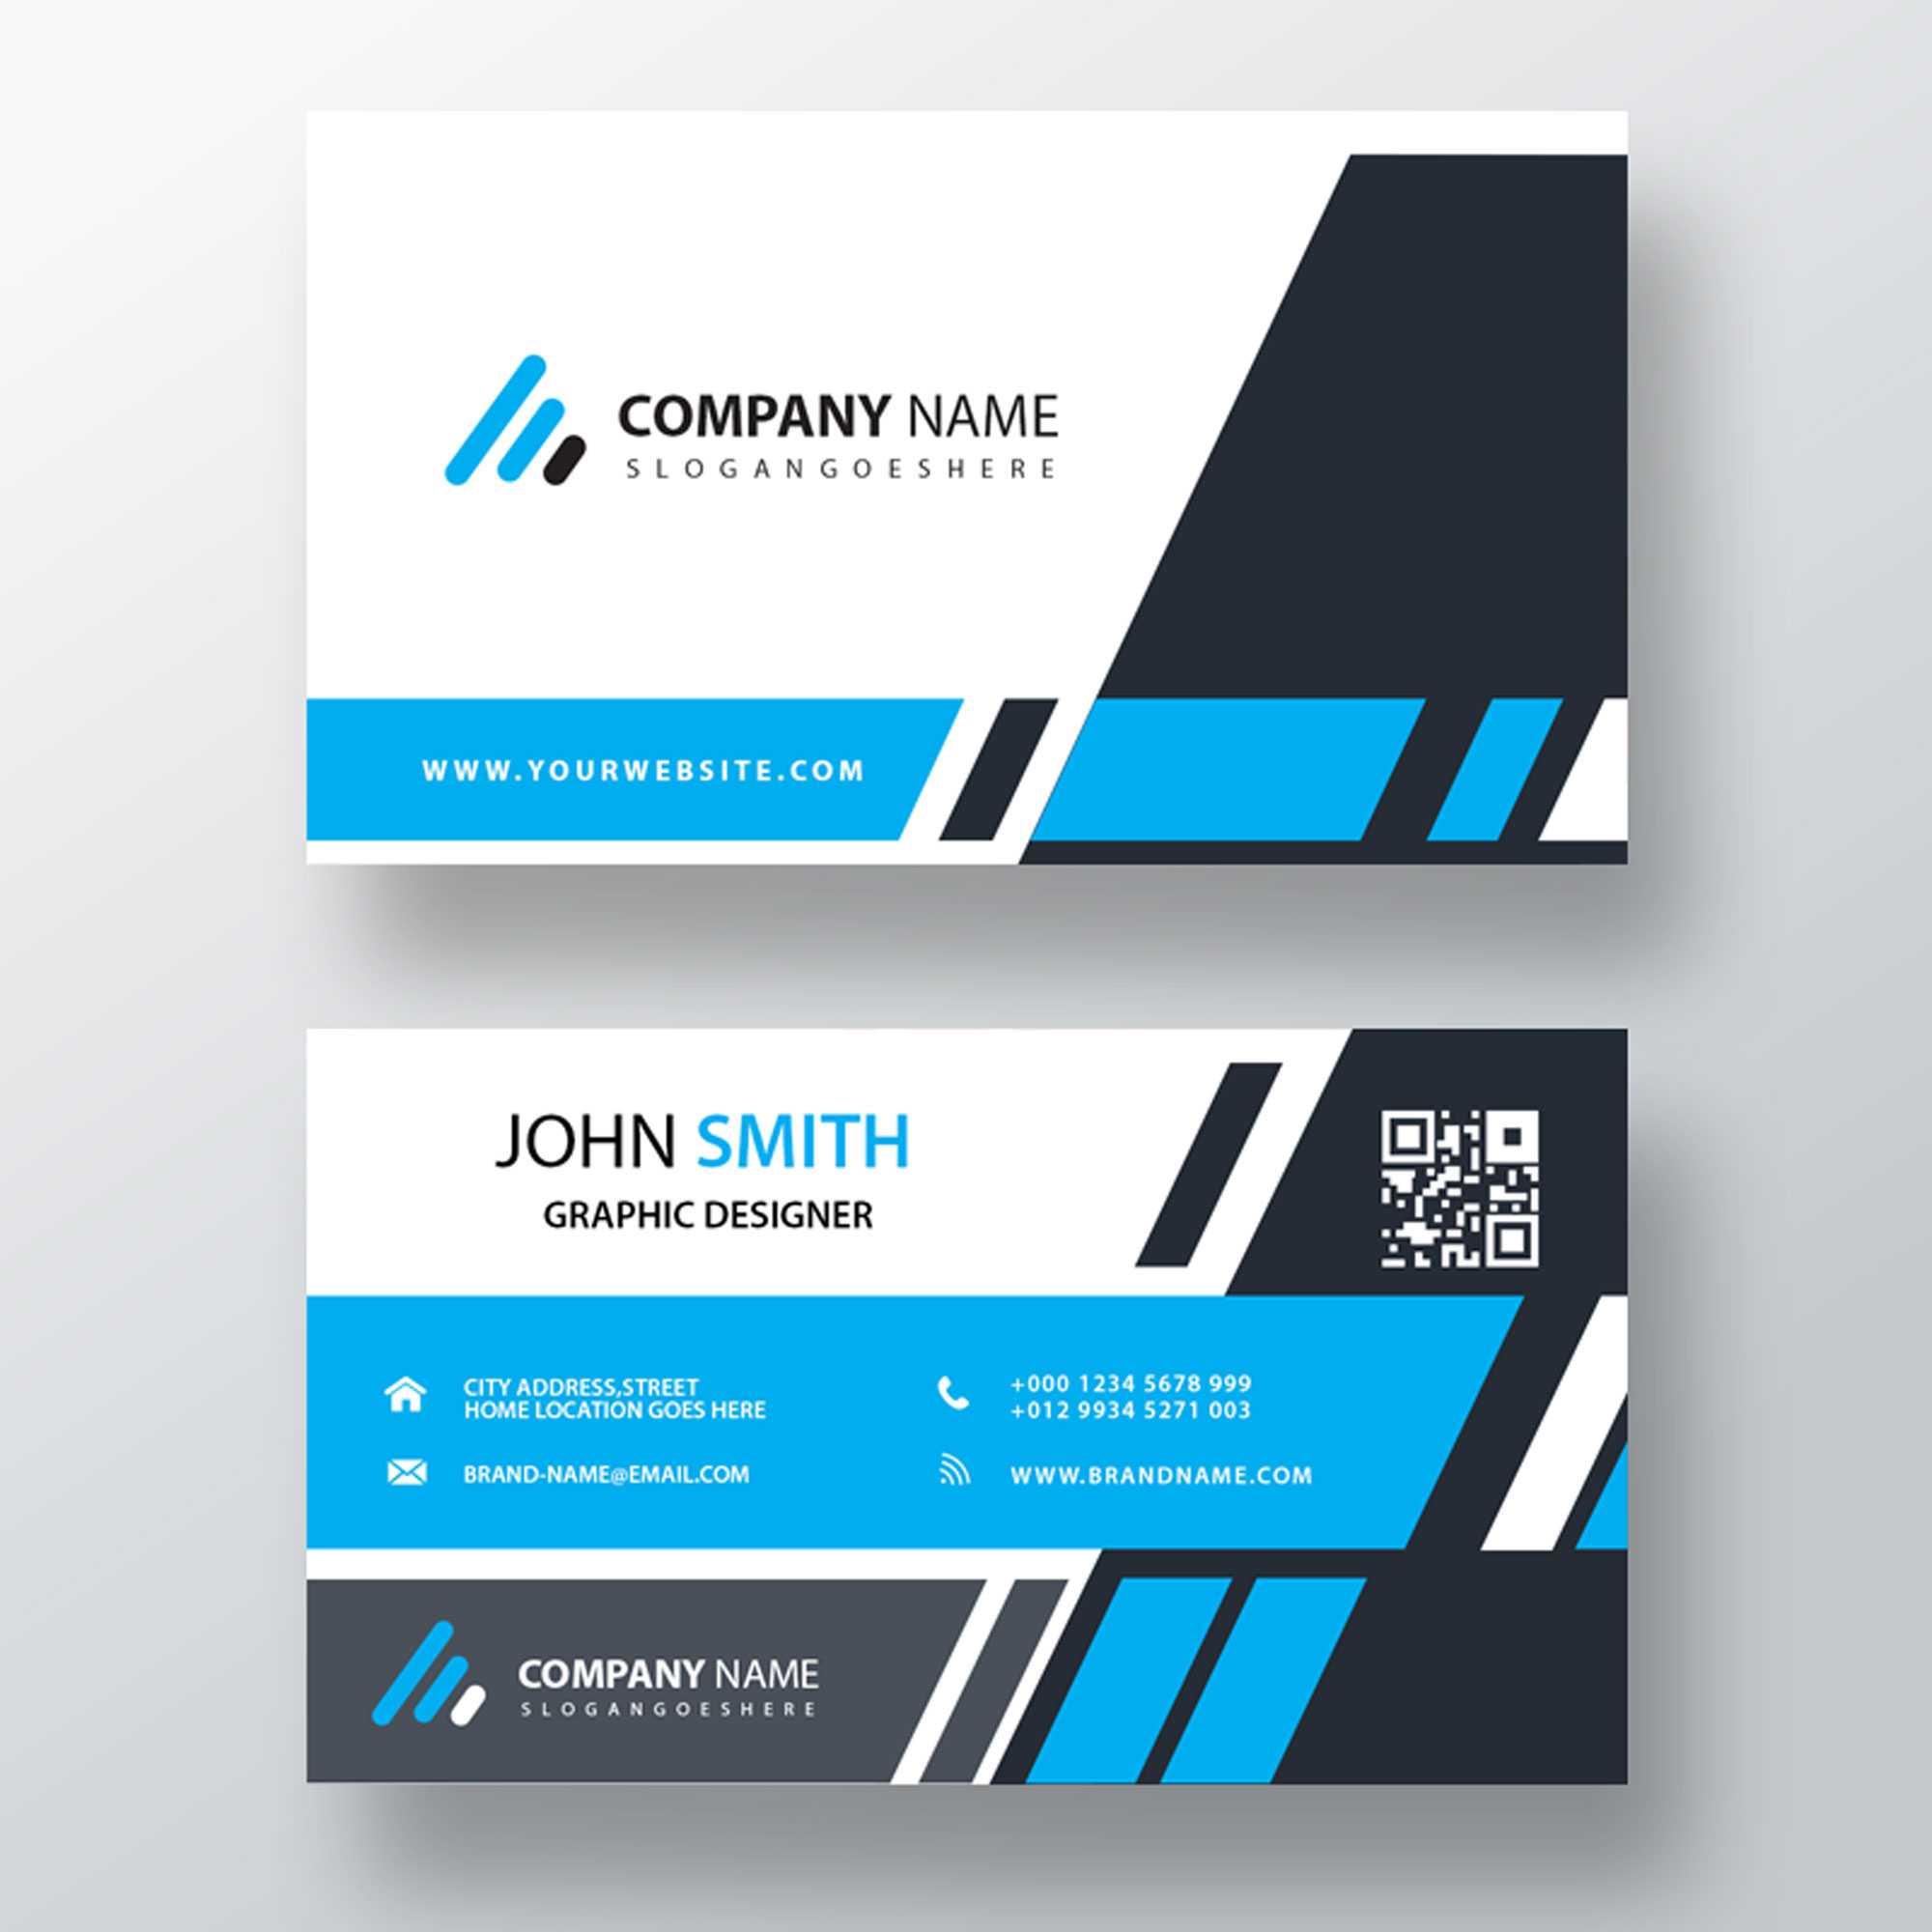 COMPANY NAME
SLOGANGOESHERE
WWW.YOURWEBSITE.COM
JOHN SMITH
GRAPHIC DESIGNER
CITY ADDRESS,STREET
HOME LOCATION GOES HERE
+000 1234 5678 999
+012 9934 5271 003
BRAND-NAME@EMAIL.COM
WWW.BRANDNAME.COM
COMPANY NAME
SLOGANGOESHERE